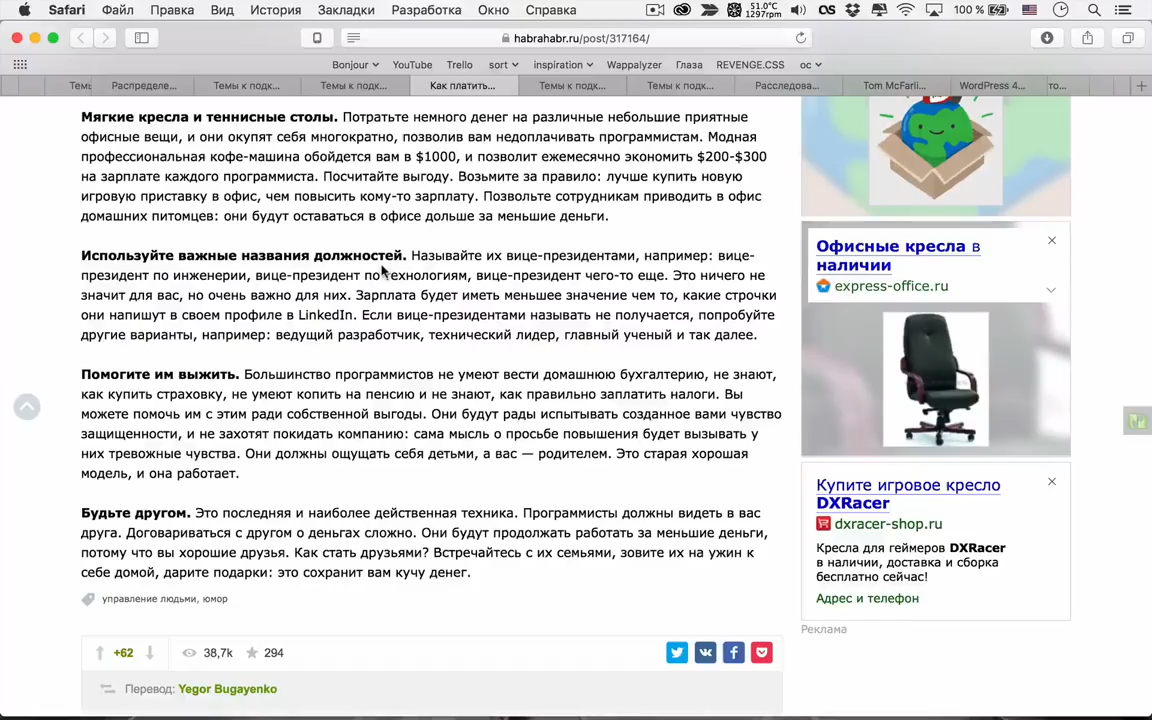 Safari Файл Правка Вид История Закладки Разработка Окно Справка 51.0°C 1297rpm 100 %
habrahabr.ru/post/317164/
Bonjour YouTube Trello sort inspiration Wappalyzer Глаза REVENGE.CSS ос
Темы Распределе... Темы к подк... Темы к подк... Как платить... Темы к подк... Темы к подк... Расследова... Tom McFarli... WordPress 4... то...
Мягкие кресла и теннисные столы. Потратьте немного денег на различные небольшие приятные
офисные вещи, и они окупят себя многократно, позволив вам недоплачивать программистам. Модная
профессиональная кофе-машина обойдется вам в $1000, и позволит ежемесячно экономить $200-$300
на зарплате каждого программиста. Посчитайте выгоду. Возьмите за правило: лучше купить новую
игровую приставку в офис, чем повысить кому-то зарплату. Позвольте сотрудникам приводить в офис
домашних питомцев: они будут оставаться в офисе дольше за меньшие деньги.
Используйте важные названия должностей. Называйте их вице-президентами, например: вице-
президент по инженерии, вице-президент по технологиям, вице-президент чего-то еще. Это ничего не
значит для вас, но очень важно для них. Зарплата будет иметь меньшее значение чем то, какие строчки
они напишут в своем профиле в LinkedIn. Если вице-президентами называть не получается, попробуйте
другие варианты, например: ведущий разработчик, технический лидер, главный ученый и так далее.
Помогите им выжить. Большинство программистов не умеют вести домашнюю бухгалтерию, не знают,
как купить страховку, не умеют копить на пенсию и не знают, как правильно заплатить налоги. Вы
можете помочь им с этим ради собственной выгоды. Они будут рады испытывать созданное вами чувство
защищенности, и не захотят покидать компанию: сама мысль о просьбе повышения будет вызывать у
них тревожные чувства. Они должны ощущать себя детьми, а вас — родителем. Это старая хорошая
модель, и она работает.
Будьте другом. Это последняя и наиболее действенная техника. Программисты должны видеть в вас
друга. Договариваться с другом о деньгах сложно. Они будут продолжать работать за меньшие деньги,
потому что вы хорошие друзья. Как стать друзьями? Встречайтесь с их семьями, зовите их на ужин к
себе домой, дарите подарки: это сохранит вам кучу денег.
управление людьми, юмор
+62 38,7k 294
Перевод: Yegor Bugayenko
Офисные кресла в
наличии
express-office.ru
Купите игровое кресло
DXRacer
dxracer-shop.ru
Кресла для геймеров DXRacer
в наличии, доставка и сборка
бесплатно сейчас!
Адрес и телефон
Реклама